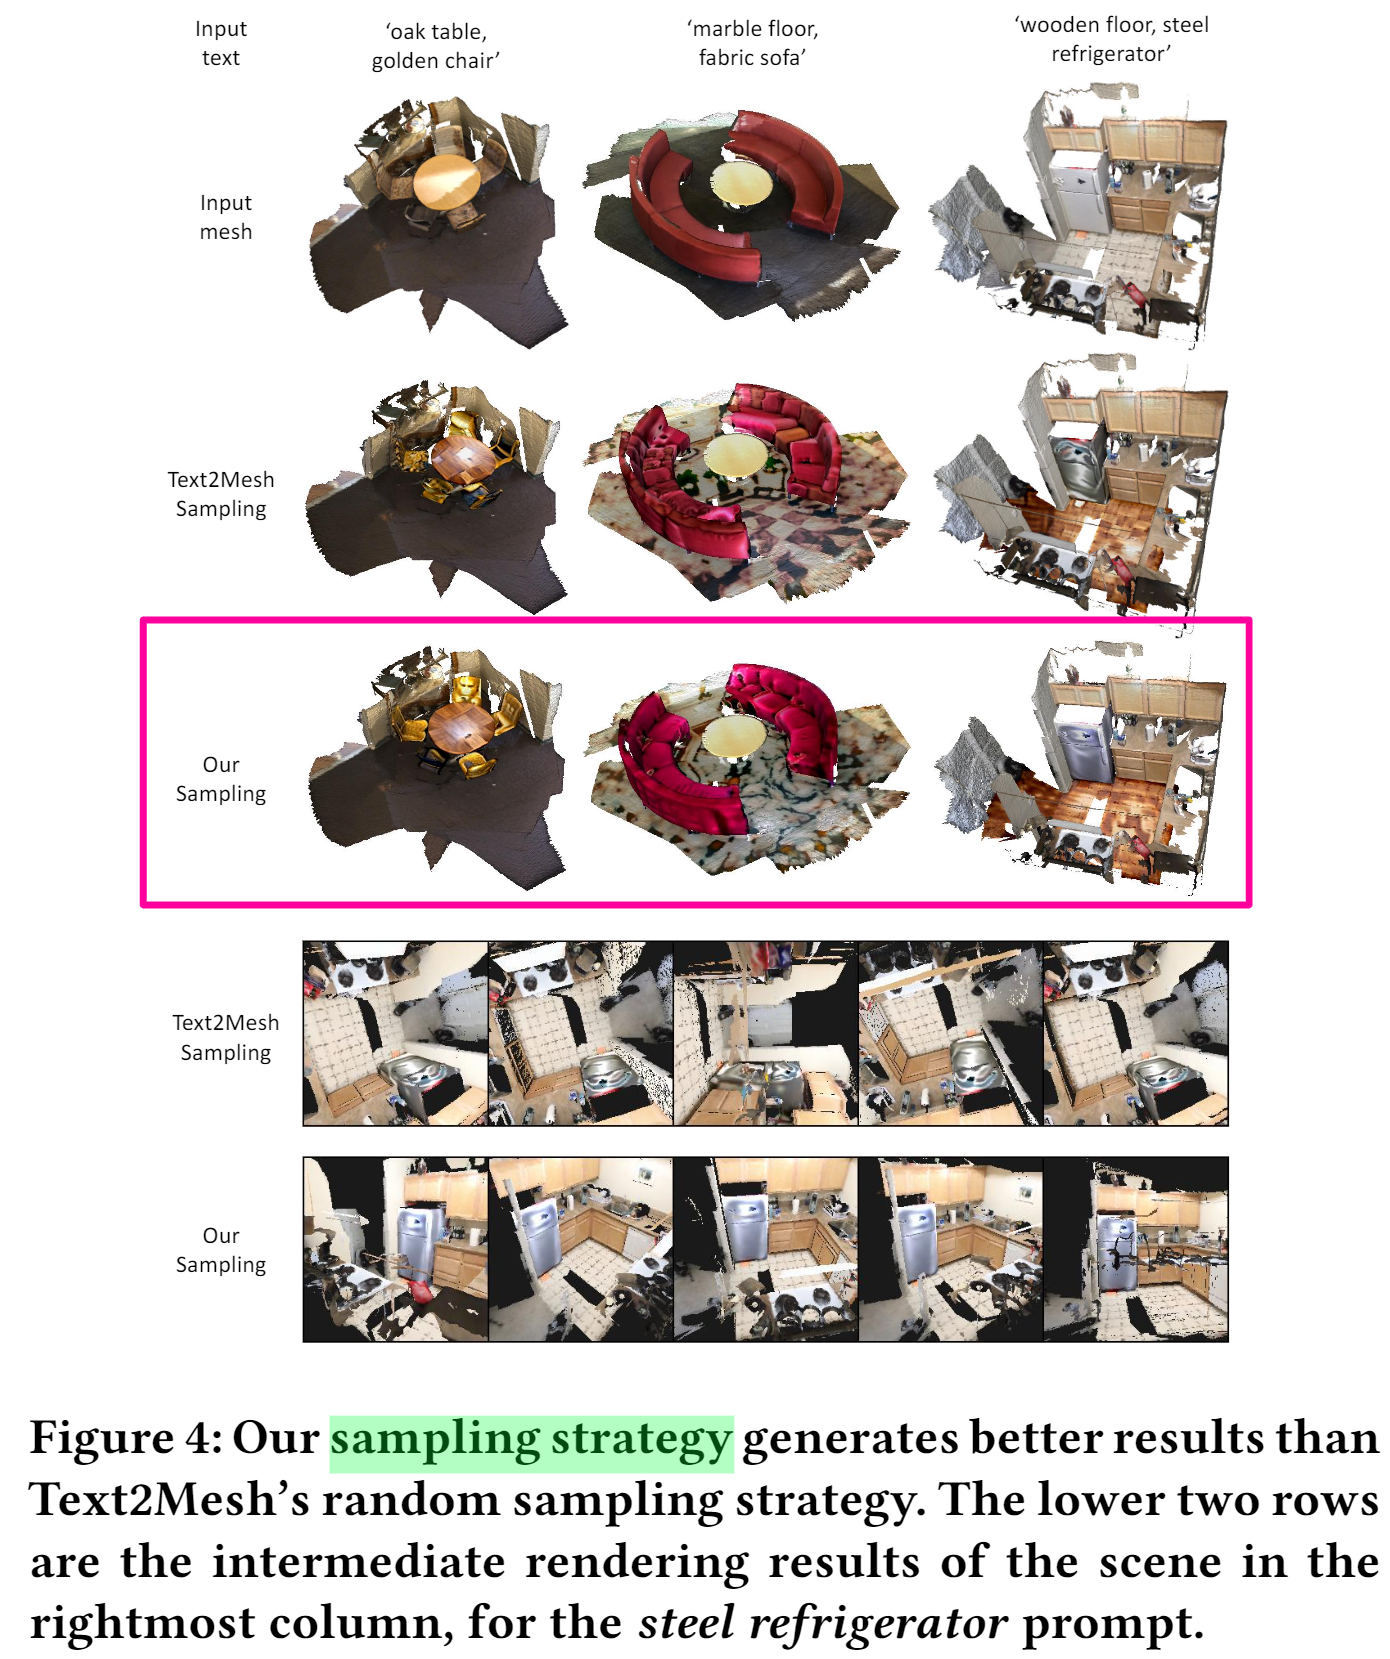 Input text
‘oak table, golden chair’
‘marble floor, fabric sofa’
‘wooden floor, steel refrigerator’
Input mesh
Text2Mesh Sampling
Our Sampling
Text2Mesh Sampling
Our Sampling
Figure 4: Our sampling strategy generates better results than
Text2Mesh’s random sampling strategy. The lower two rows
are the intermediate rendering results of the scene in the
rightmost column, for the steel refrigerator prompt.